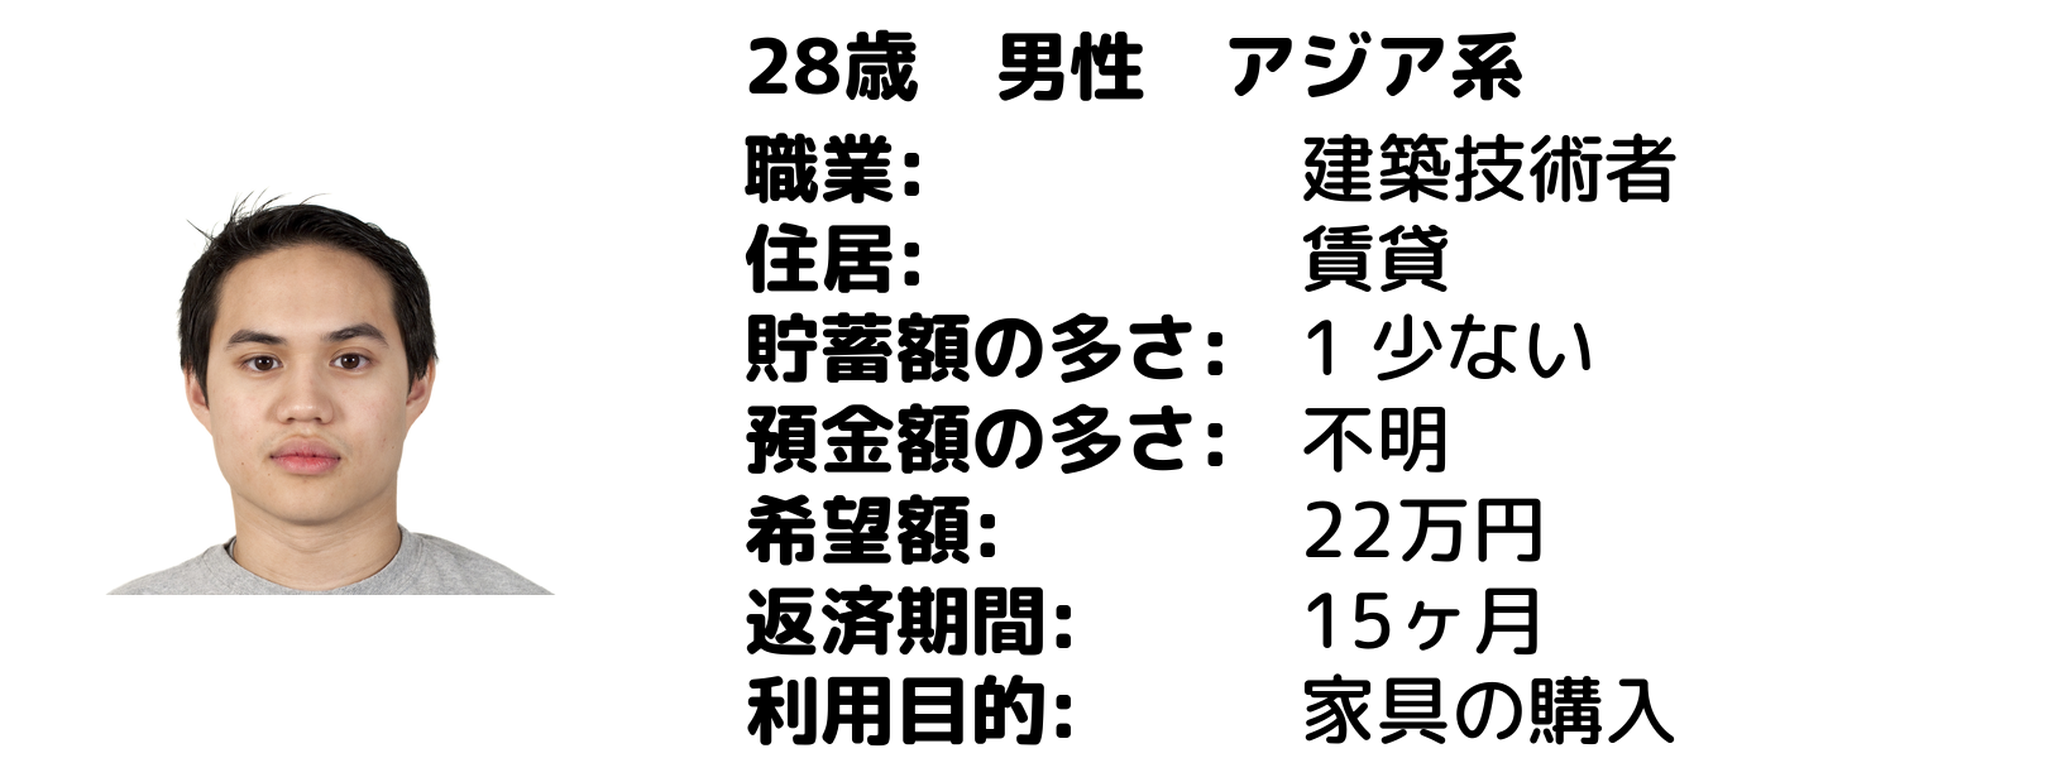 28歳　男性　アジア系
職業: 建築技術者
住居: 賃貸
貯蓄額の多さ: 1 少ない
預金額の多さ: 不明
希望額: 22万円
返済期間: 15ヶ月
利用目的: 家具の購入